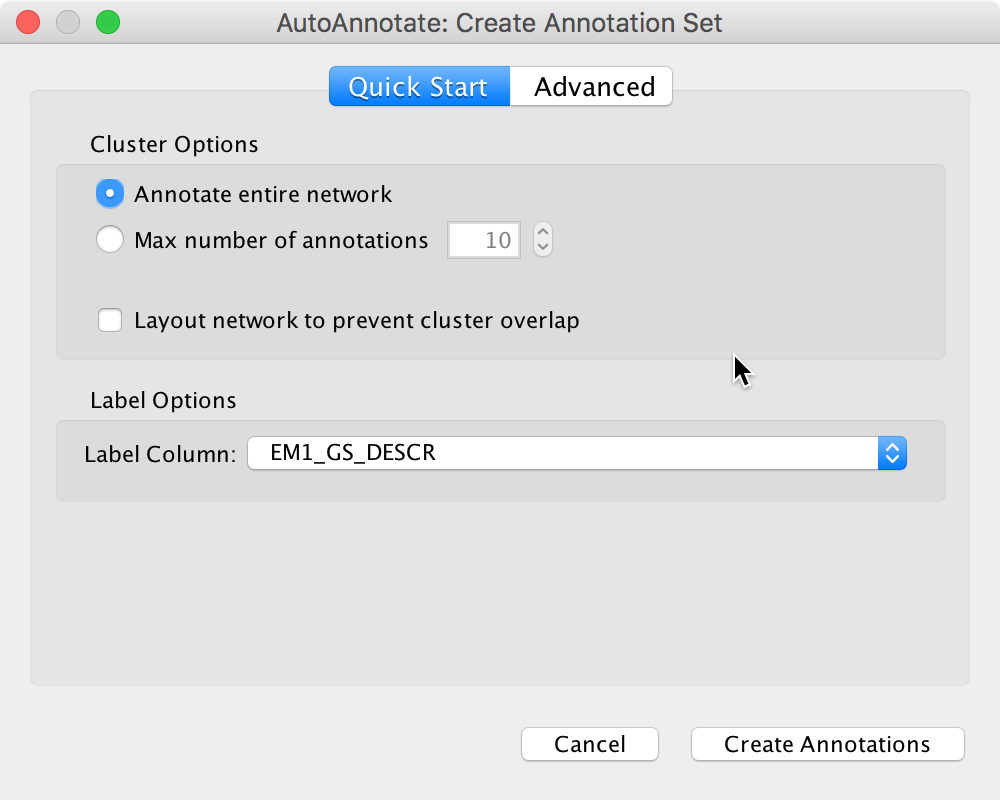 AutoAnnotate: Create Annotation Set
Quick Start Advanced
Cluster Options
Annotate entire network
Max number of annotations 10
Layout network to prevent cluster overlap
Label Options
Label Column: EM1_GS_DESCR
Cancel Create Annotations